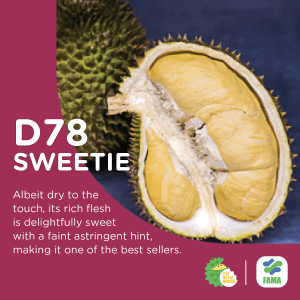 D78
SWEETIE
Albeit dry to the
touch, its rich flesh
is delightfully sweet
with a faint astringent hint,
making it one of the best sellers.
FAMA